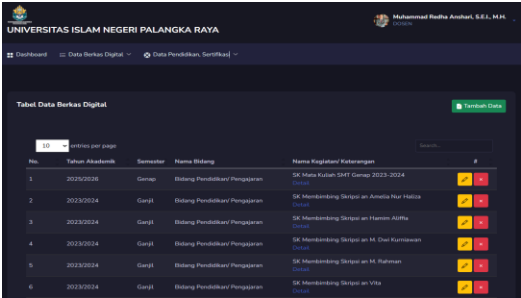 UNIVERSITAS ISLAM NEGERI PALANGKA RAYA
Muhammad Redha Anshari, S.E.I., M.H.
DOSEN
Dashboard Data Berkas Digital Data Pendidikan, Sertifkasi
Tabel Data Berkas Digital
Tambah Data
10 entries per page
Search...
No. Tahun Akademik Semester Nama Bidang Nama Kegiatan/ Keterangan #
1 2025/2026 Genap Bidang Pendidikan/ Pengajaran SK Mata Kuliah SMT Genap 2023-2024
Detail
2 2023/2024 Ganjil Bidang Pendidikan/ Pengajaran SK Membimbing Skripsi an Amelia Nur Haliza
Detail
3 2023/2024 Ganjil Bidang Pendidikan/ Pengajaran SK Membimbing Skripsi an Hamim Aliffia
Detail
4 2023/2024 Ganjil Bidang Pendidikan/ Pengajaran SK Membimbing Skripsi an M. Dwi Kurniawan
Detail
5 2023/2024 Ganjil Bidang Pendidikan/ Pengajaran SK Membimbing Skripsi an M. Rahman
Detail
6 2023/2024 Ganjil Bidang Pendidikan/ Pengajaran SK Membimbing Skripsi an Vita
Detail